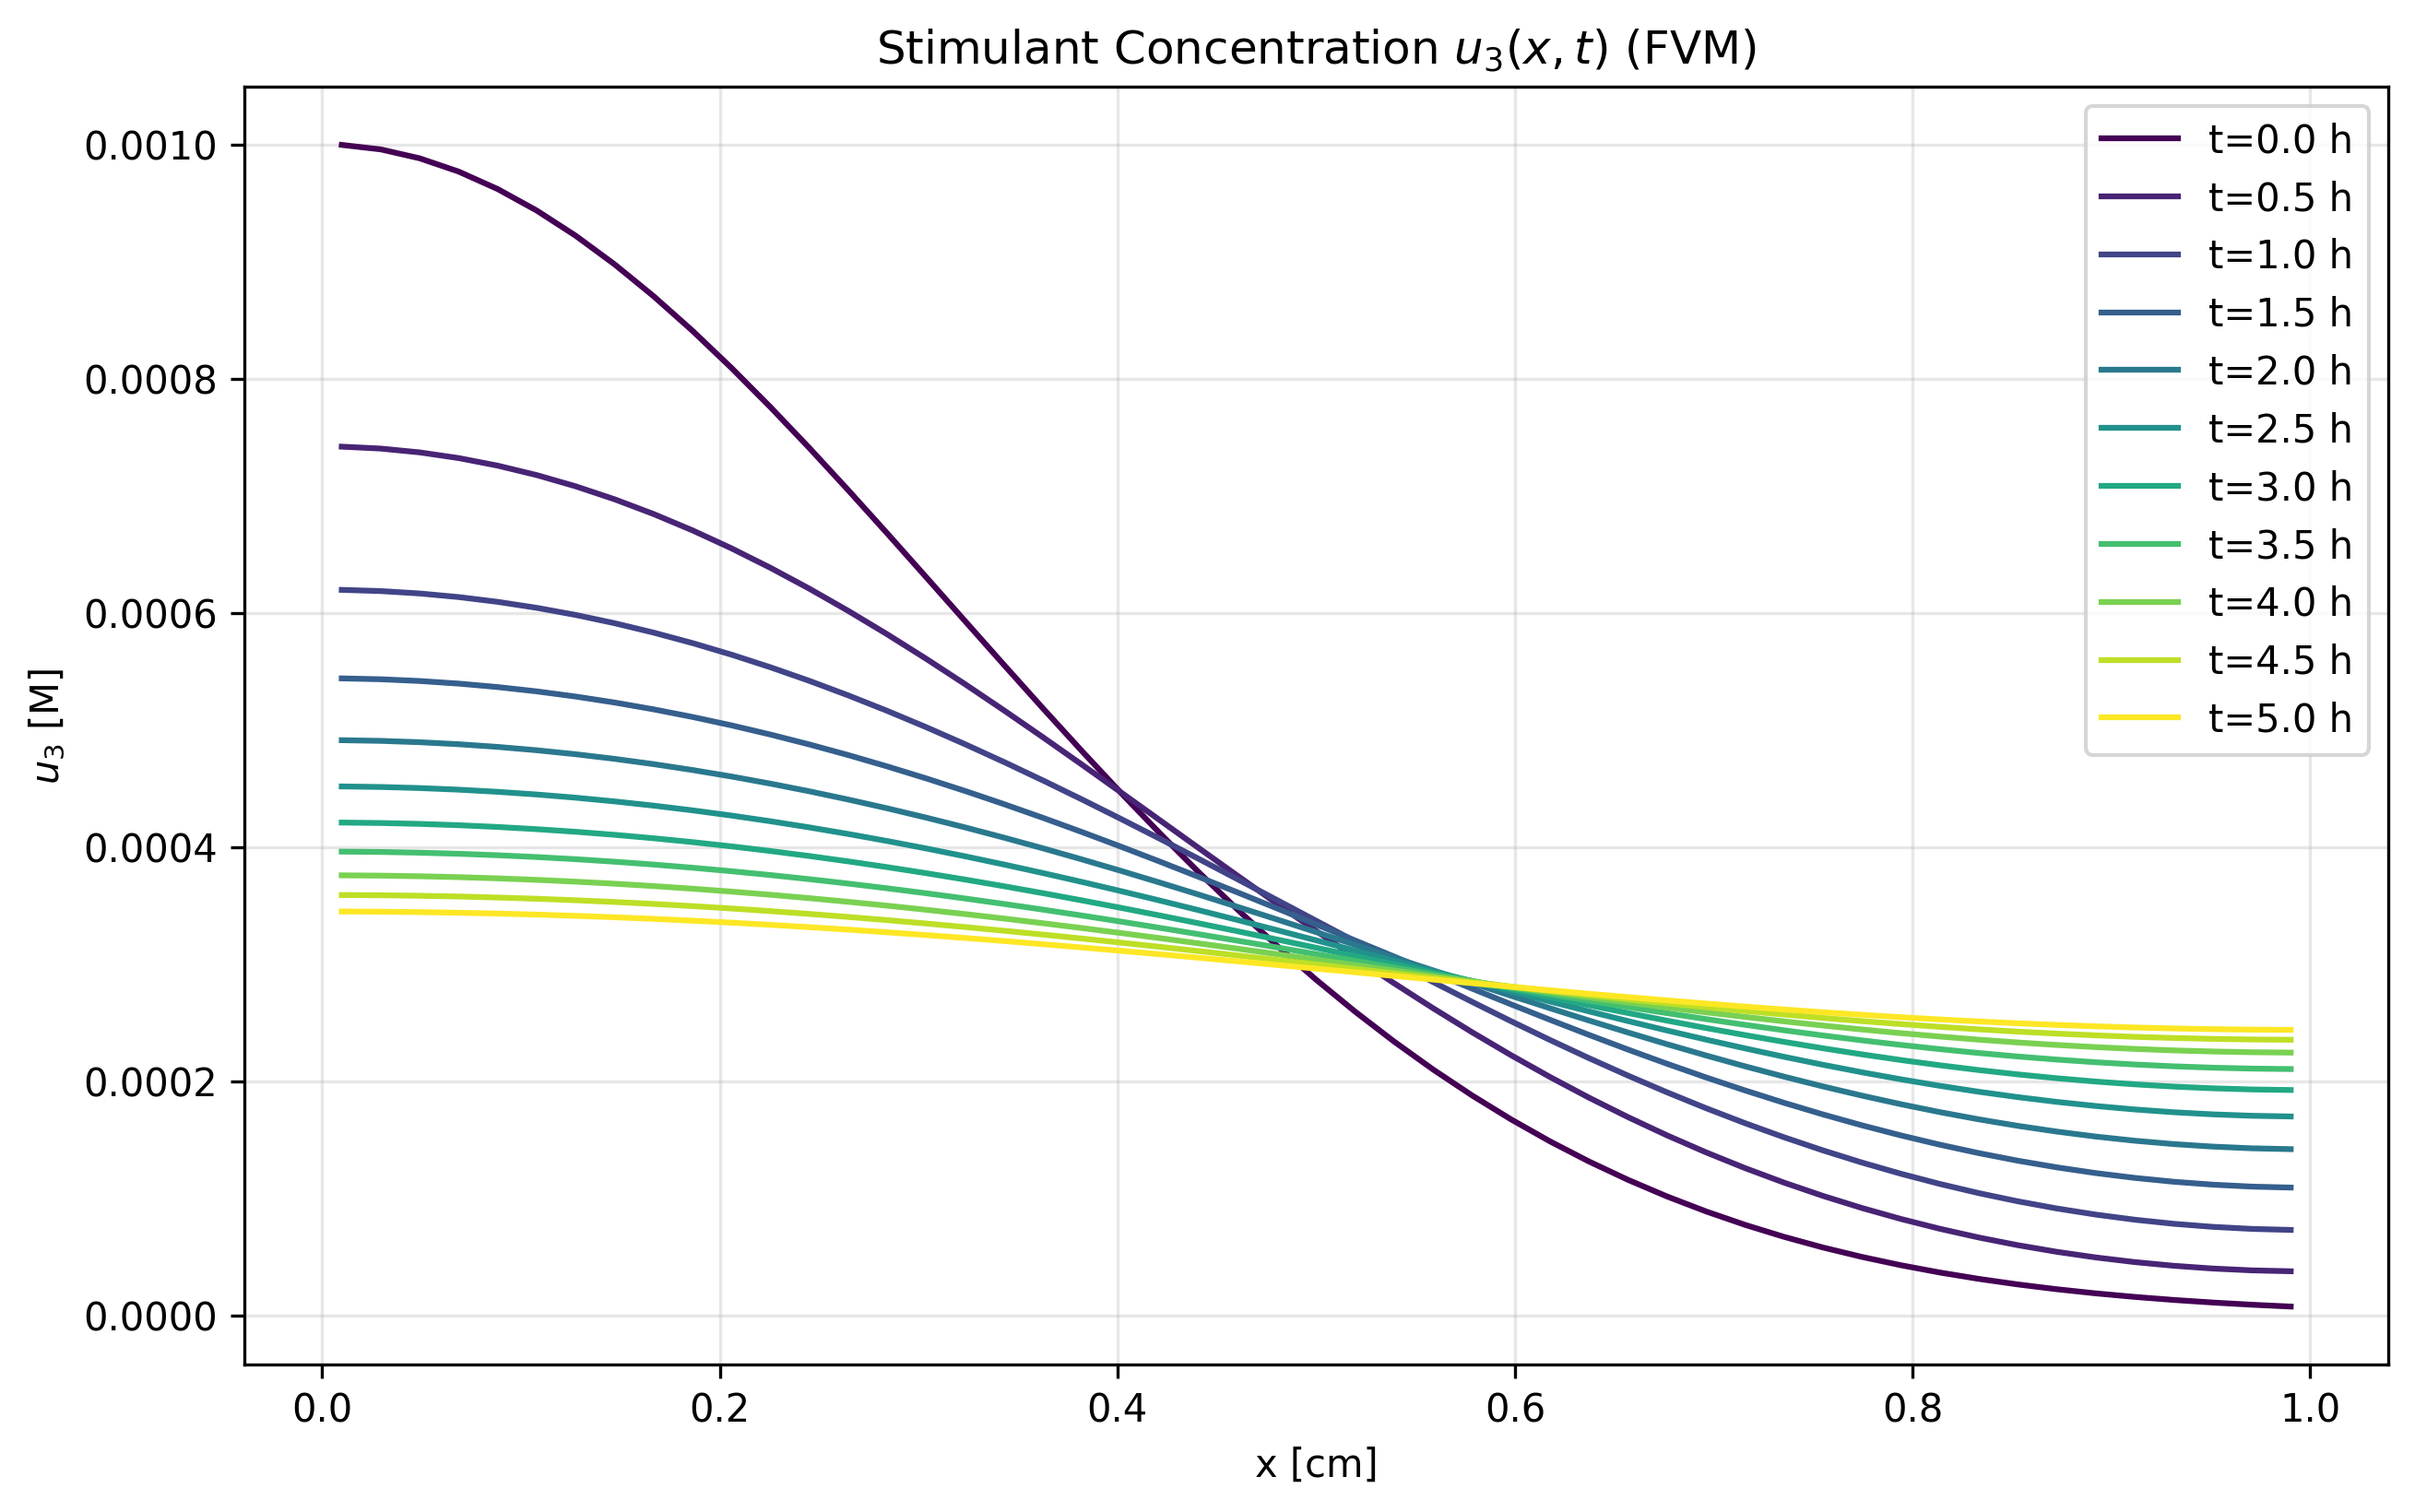 Stimulant Concentration u₃(x, t) (FVM)
0.0010
0.0008
0.0006
0.0004
0.0002
0.0000
u₃ [M]
t=0.0 h
t=0.5 h
t=1.0 h
t=1.5 h
t=2.0 h
t=2.5 h
t=3.0 h
t=3.5 h
t=4.0 h
t=4.5 h
t=5.0 h
0.0 0.2 0.4 0.6 0.8 1.0
x [cm]